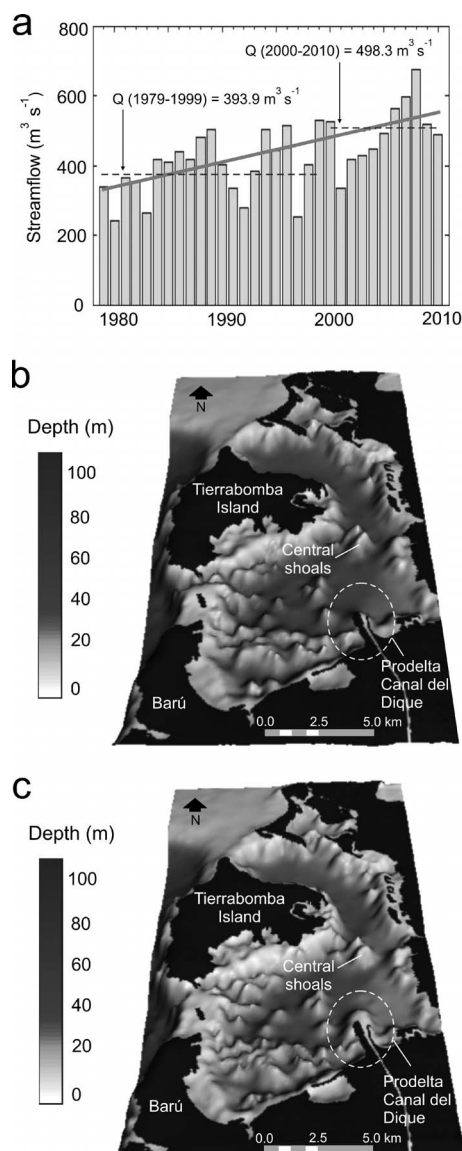 a
800
600
400
200
0
Streamflow (m³ s⁻¹)
Q (2000-2010) = 498.3 m³ s⁻¹
Q (1979-1999) = 393.9 m³ s⁻¹
1980
1990
2000
2010
b
N
Depth (m)
100
80
60
40
20
0
Tierrabomba
Island
Central
shoals
Prodelta
Canal del
Dique
Barú
0.0
2.5
5.0 km
c
N
Depth (m)
100
80
60
40
20
0
Tierrabomba
Island
Central
shoals
Prodelta
Canal del
Dique
Barú
0.0
2.5
5.0 km